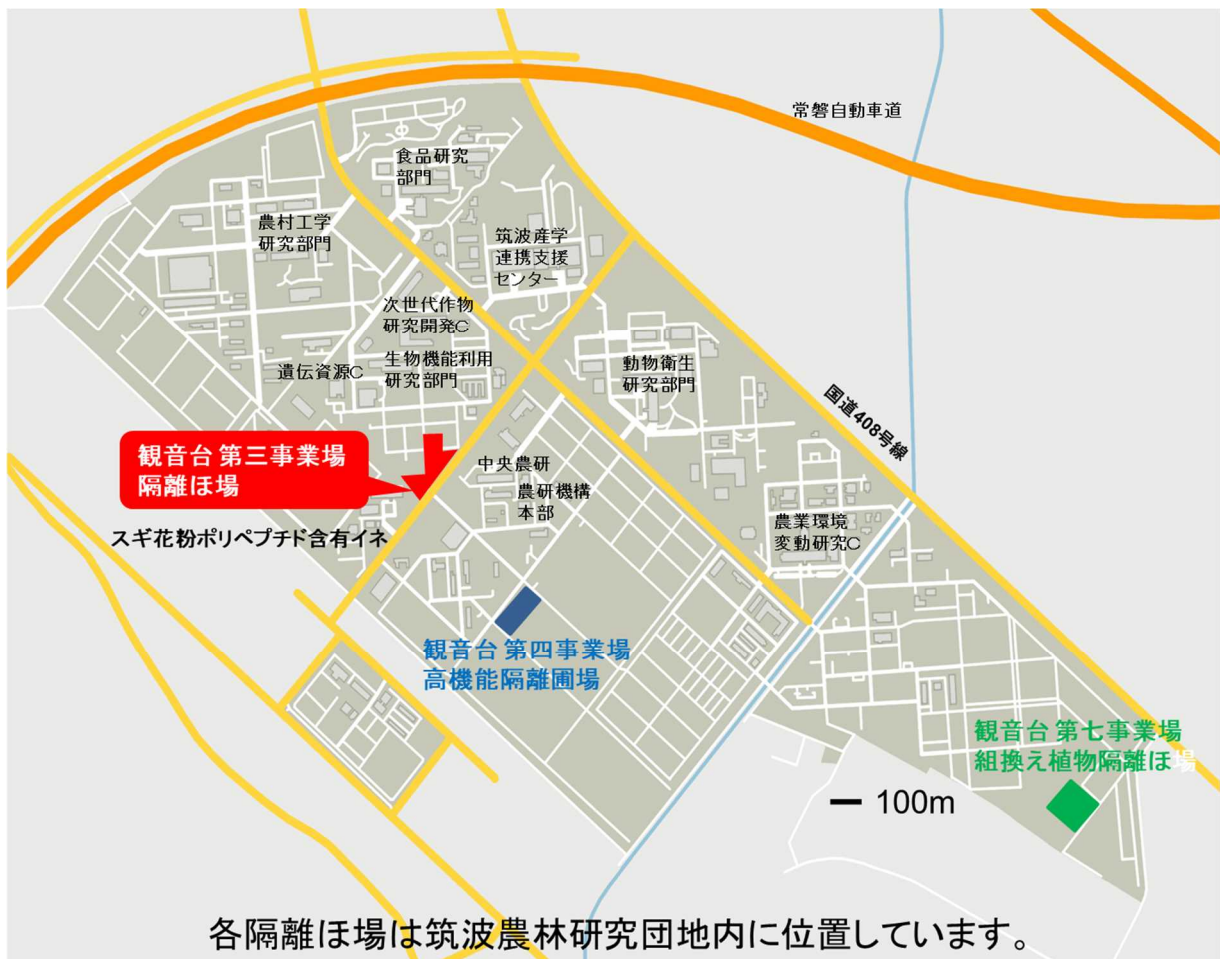 常磐自動車道
食品研究
部門
農村工学
研究部門
筑波産学
連携支援
センター
次世代作物
研究開発C
生物機能利用
研究部門
遺伝資源C
動物衛生
研究部門
国道408号線
観音台 第三事業場
隔離ほ場
中央農研
農研機構
本部
スギ花粉ポリペプチド含有イネ
農業環境
変動研究C
観音台 第四事業場
高機能隔離圃場
観音台 第七事業場
組換え植物隔離ほ場
100m
各隔離ほ場は筑波農林研究団地内に位置しています。